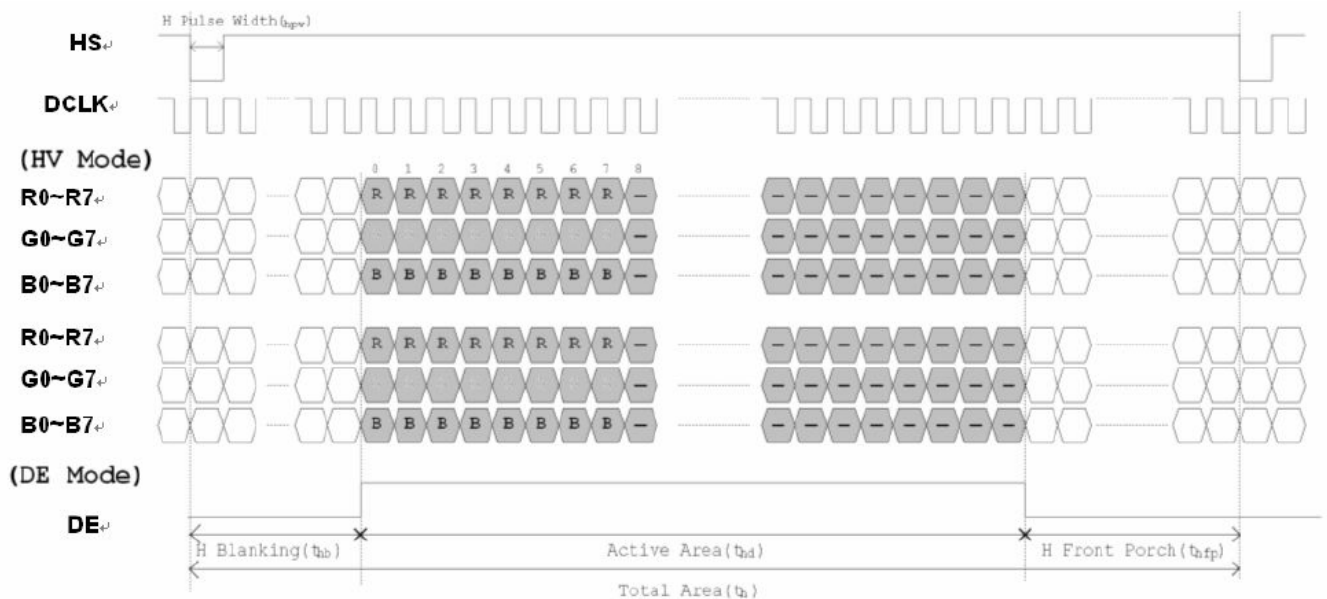 H Pulse Width(thpw)
HS
DCLK
(HV Mode)
0 1 2 3 4 5 6 7 8
R0~R7 R R R R R R R R - - - - - - - - -
G0~G7 - - - - - - - - -
B0~B7 B B B B B B B B - - - - - - - - -
R0~R7 R R R R R R R R - - - - - - - - -
G0~G7 - - - - - - - - -
B0~B7 B B B B B B B B - - - - - - - - -
(DE Mode)
DE
H Blanking(thb) Active Area(thd) H Front Porch(thfp)
Total Area(th)